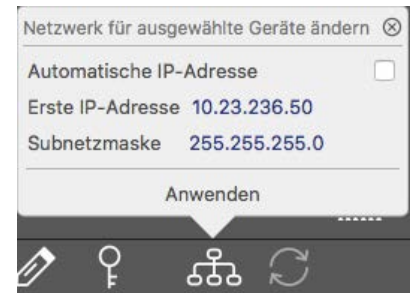 Netzwerk für ausgewählte Geräte ändern
Automatische IP-Adresse
Erste IP-Adresse 10.23.236.50
Subnetzmaske 255.255.255.0
Anwenden